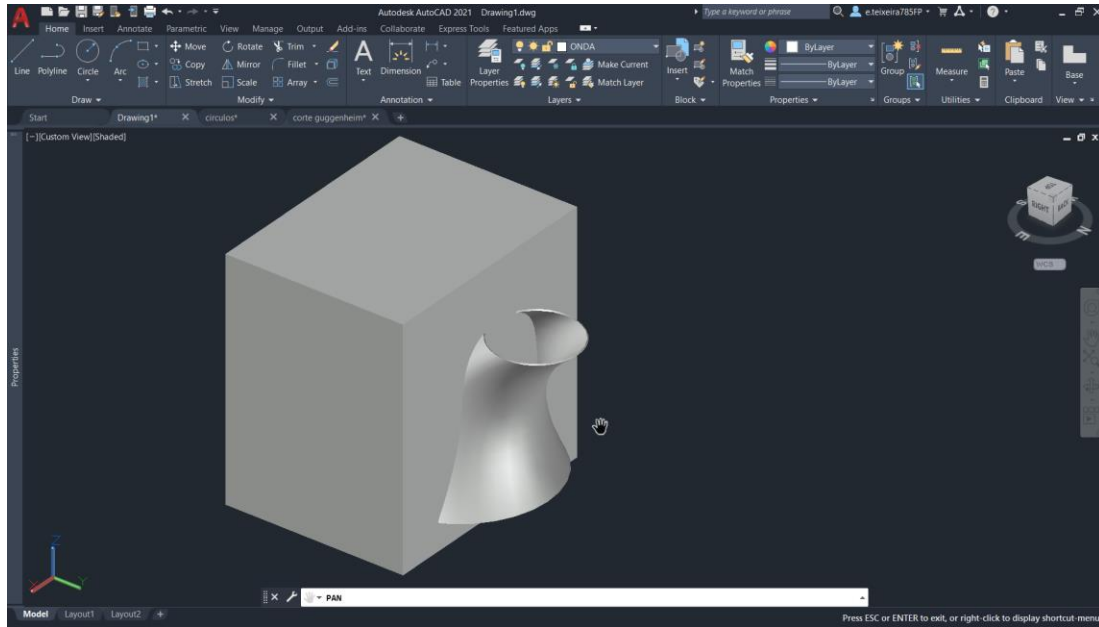 Autodesk AutoCAD 2021 Drawing1.dwg
Type a keyword or phrase
e.teixeira785FP
Home Insert Annotate Parametric View Manage Output Add-ins Collaborate Express Tools Featured Apps
Line Polyline Circle Arc
Move Rotate Trim
Copy Mirror Fillet
Stretch Scale Array
Text Dimension
Table
Layer Properties
ONDA
Make Current
Match Layer
Insert
Match Properties
ByLayer
ByLayer
ByLayer
Group
Measure
Paste
Base
Draw Modify Annotation Layers Block Properties Groups Utilities Clipboard View
Start Drawing1* circulos* corte guggenheim*
[−][Custom View][Shaded]
RIGHT BACK
E N
WCS
Properties
Z
PAN
Model Layout1 Layout2
Press ESC or ENTER to exit, or right-click to display shortcut-menu